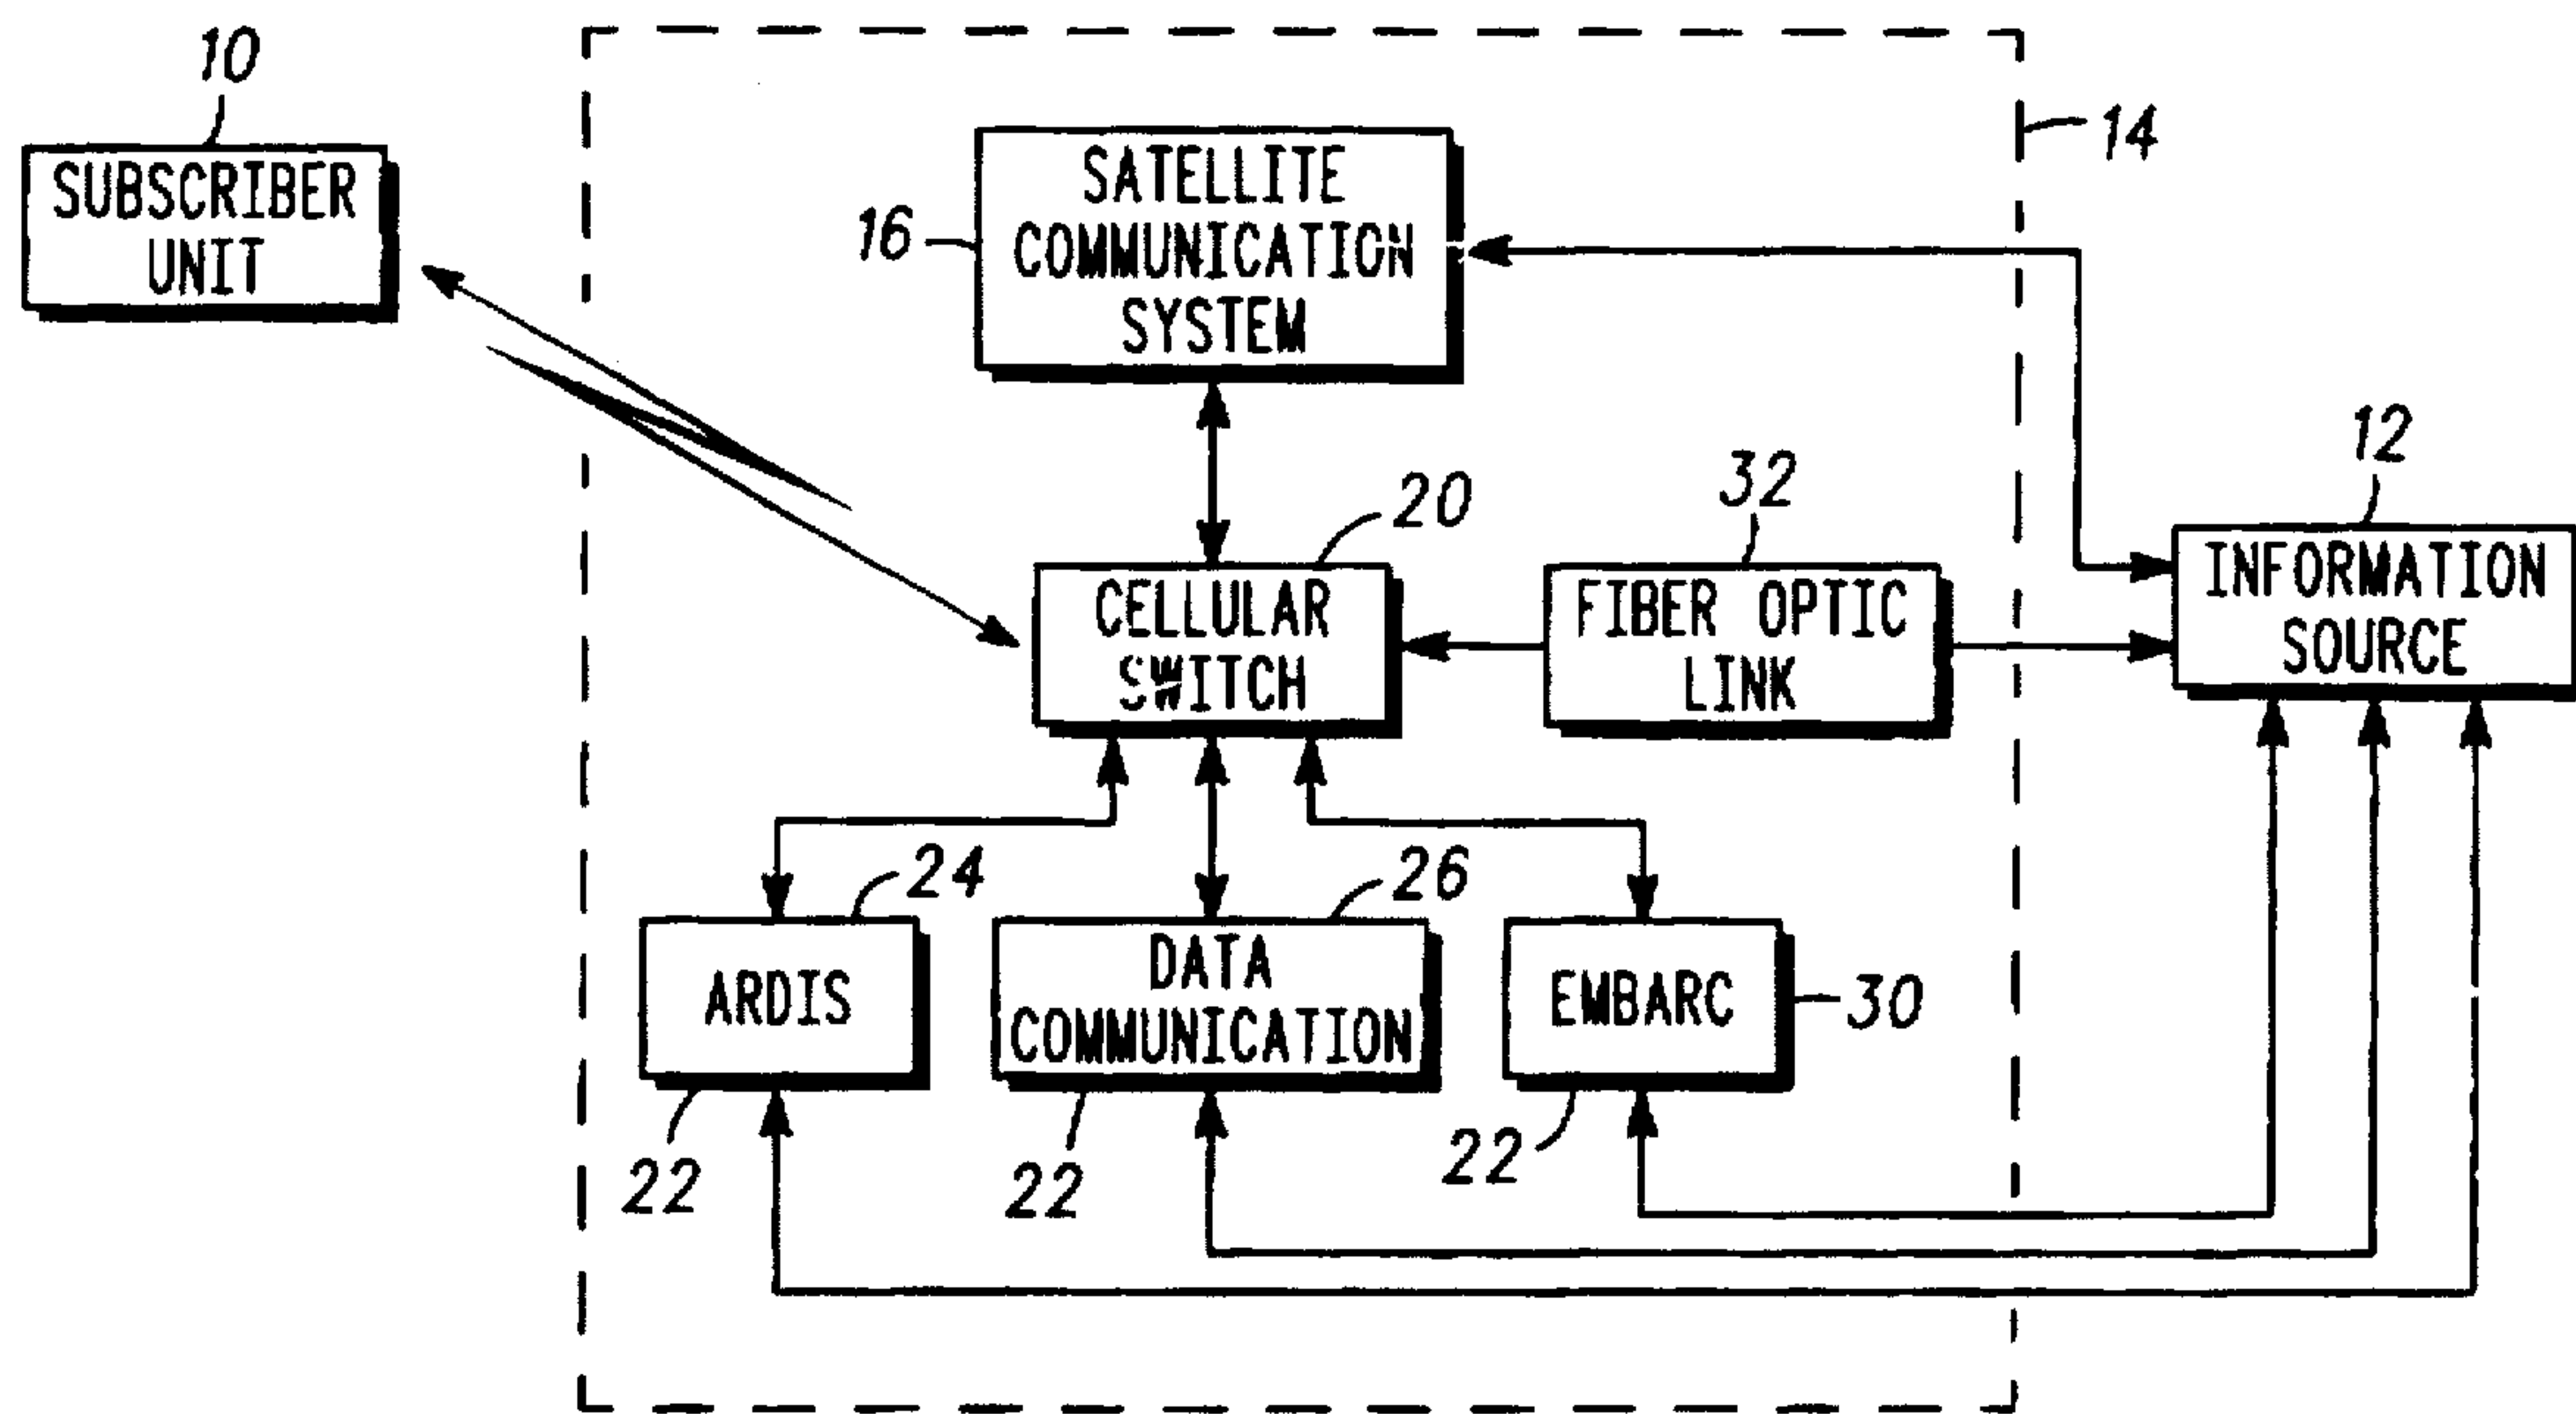 10
SUBSCRIBER
UNIT
14
16
SATELLITE
COMMUNICATION
SYSTEM
20
CELLULAR
SWITCH
32
FIBER OPTIC
LINK
12
INFORMATION
SOURCE
24
ARDIS
22
26
DATA
COMMUNICATION
22
EMBARC
30
22